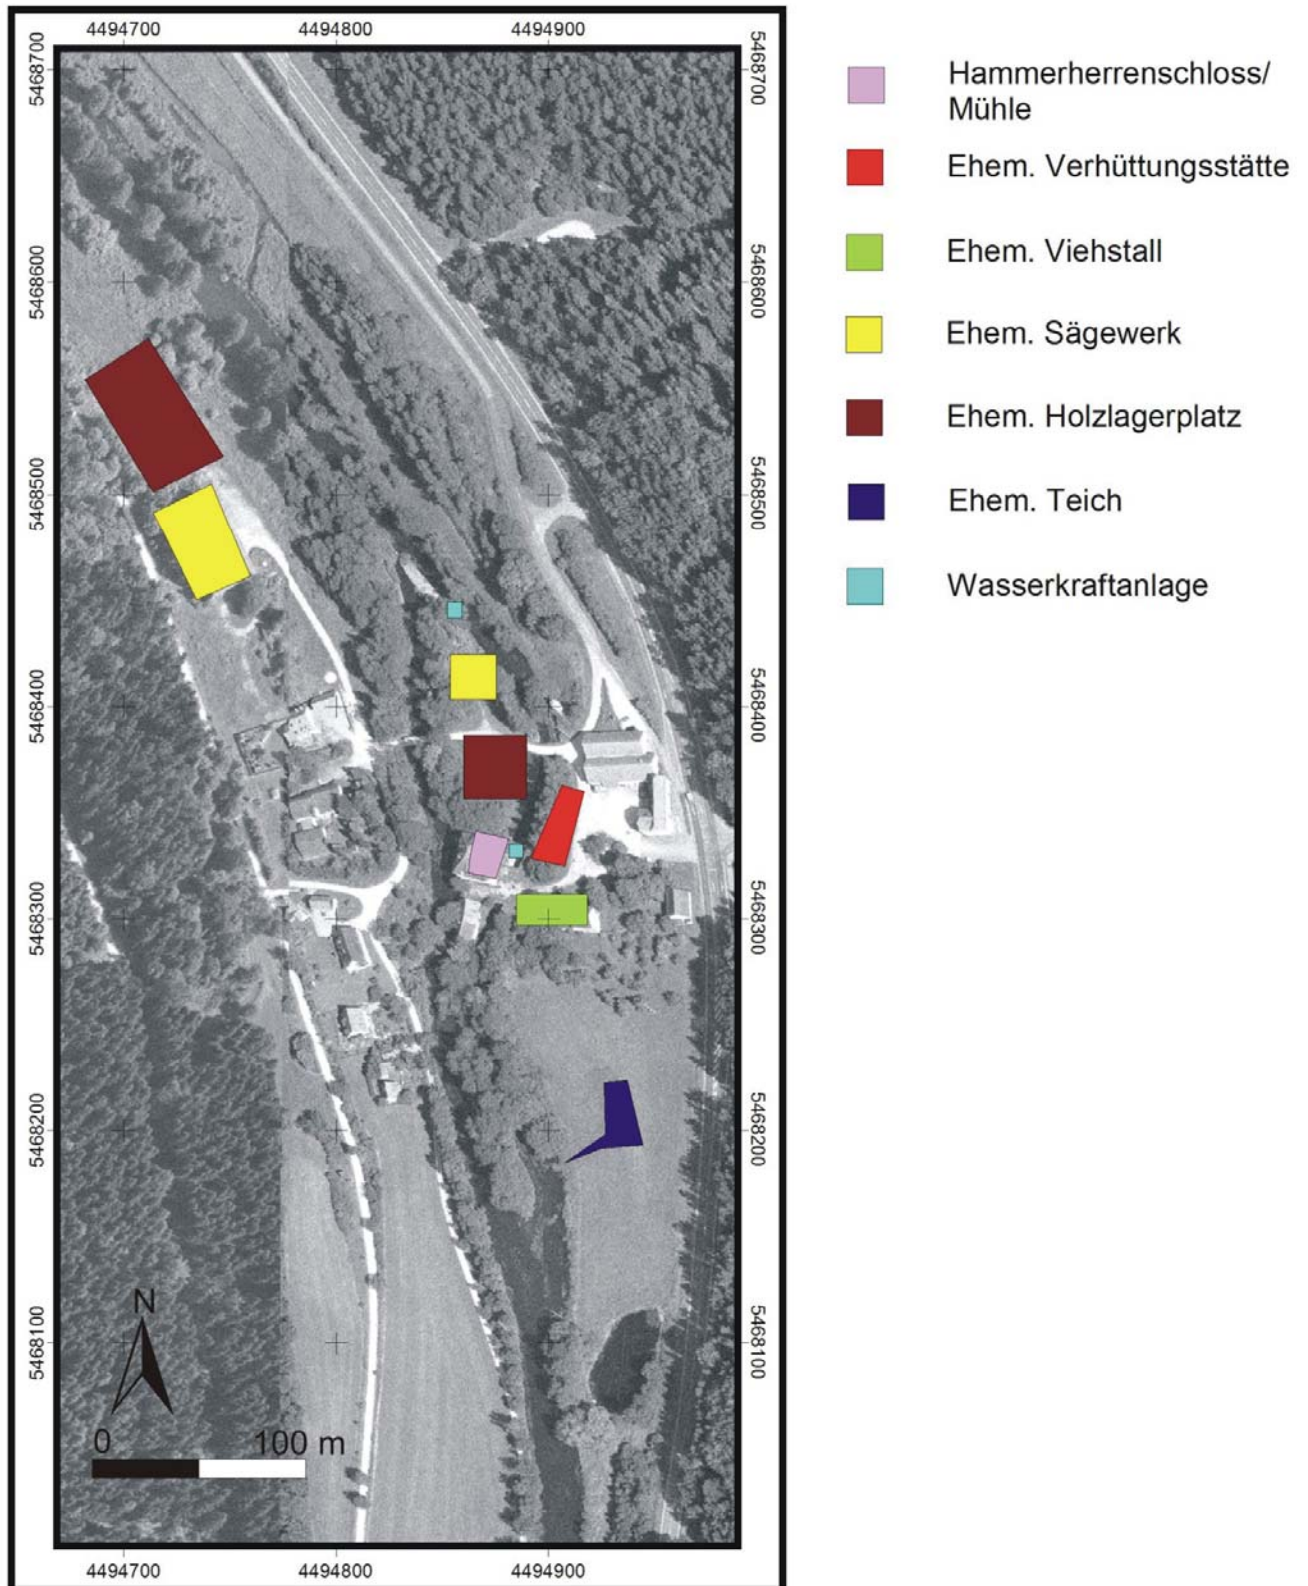 4494700 4494800 4494900
5468700 5468700
5468600 5468600
5468500 5468500
5468400 5468400
5468300 5468300
5468200 5468200
5468100 5468100
N
0 100 m
4494700 4494800 4494900
Hammerherrenschloss/
Mühle
Ehem. Verhüttungsstätte
Ehem. Viehstall
Ehem. Sägewerk
Ehem. Holzlagerplatz
Ehem. Teich
Wasserkraftanlage